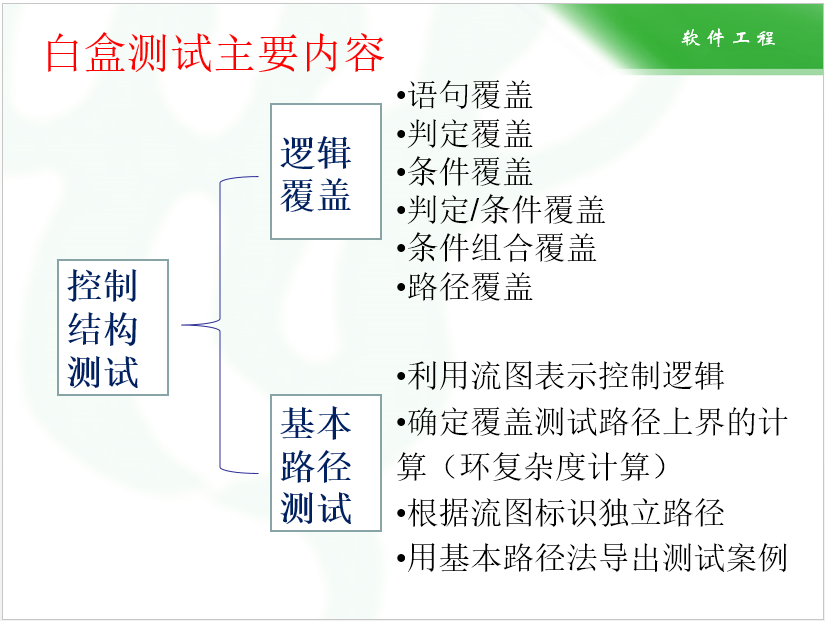 白盒测试主要内容
软件工程
控制
结构
测试
逻辑
覆盖
•语句覆盖
•判定覆盖
•条件覆盖
•判定/条件覆盖
•条件组合覆盖
•路径覆盖
基本
路径
测试
•利用流图表示控制逻辑
•确定覆盖测试路径上界的计
算（环复杂度计算）
•根据流图标识独立路径
•用基本路径法导出测试案例